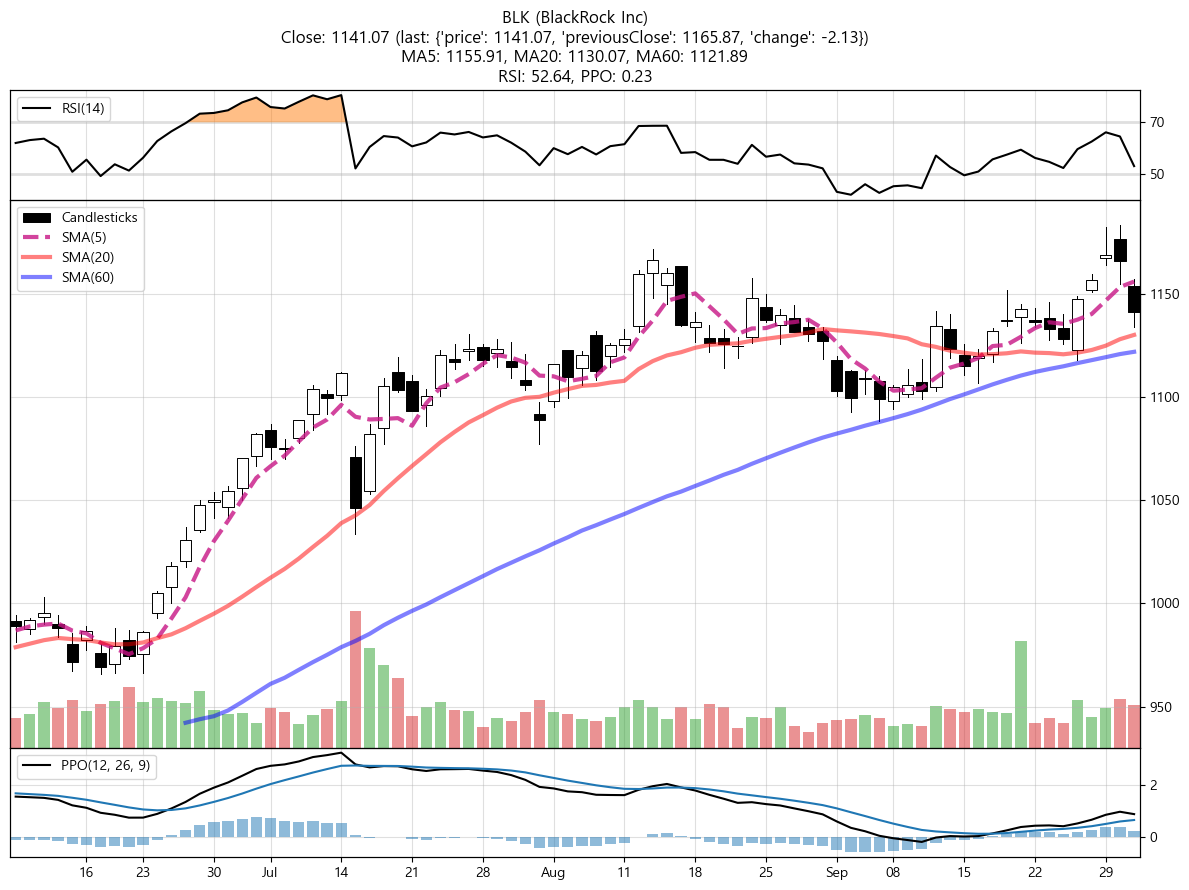 BLK (BlackRock Inc)
Close: 1141.07 (last: {'price': 1141.07, 'previousClose': 1165.87, 'change': -2.13})
MA5: 1155.91, MA20: 1130.07, MA60: 1121.89
RSI: 52.64, PPO: 0.23
RSI(14)
70
50
Candlesticks
SMA(5)
SMA(20)
SMA(60)
1150
1100
1050
1000
950
PPO(12, 26, 9)
2
0
16 23 30 Jul 14 21 28 Aug 11 18 25 Sep 08 15 22 29